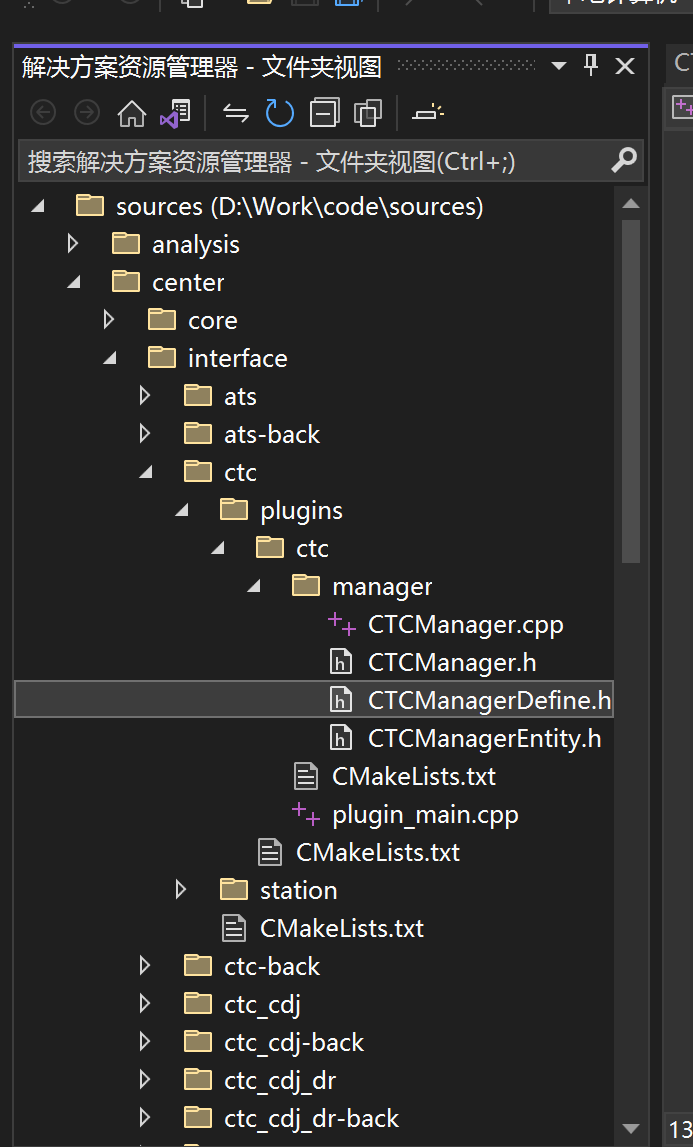 解决方案资源管理器 - 文件夹视图
搜索解决方案资源管理器 - 文件夹视图(Ctrl+;)
sources (D:\Work\code\sources)
analysis
center
core
interface
ats
ats-back
ctc
plugins
ctc
manager
CTCManager.cpp
CTCManager.h
CTCManagerDefine.h
CTCManagerEntity.h
CMakeLists.txt
plugin_main.cpp
CMakeLists.txt
station
CMakeLists.txt
ctc-back
ctc_cdj
ctc_cdj-back
ctc_cdj_dr
ctc_cdj_dr-back
13